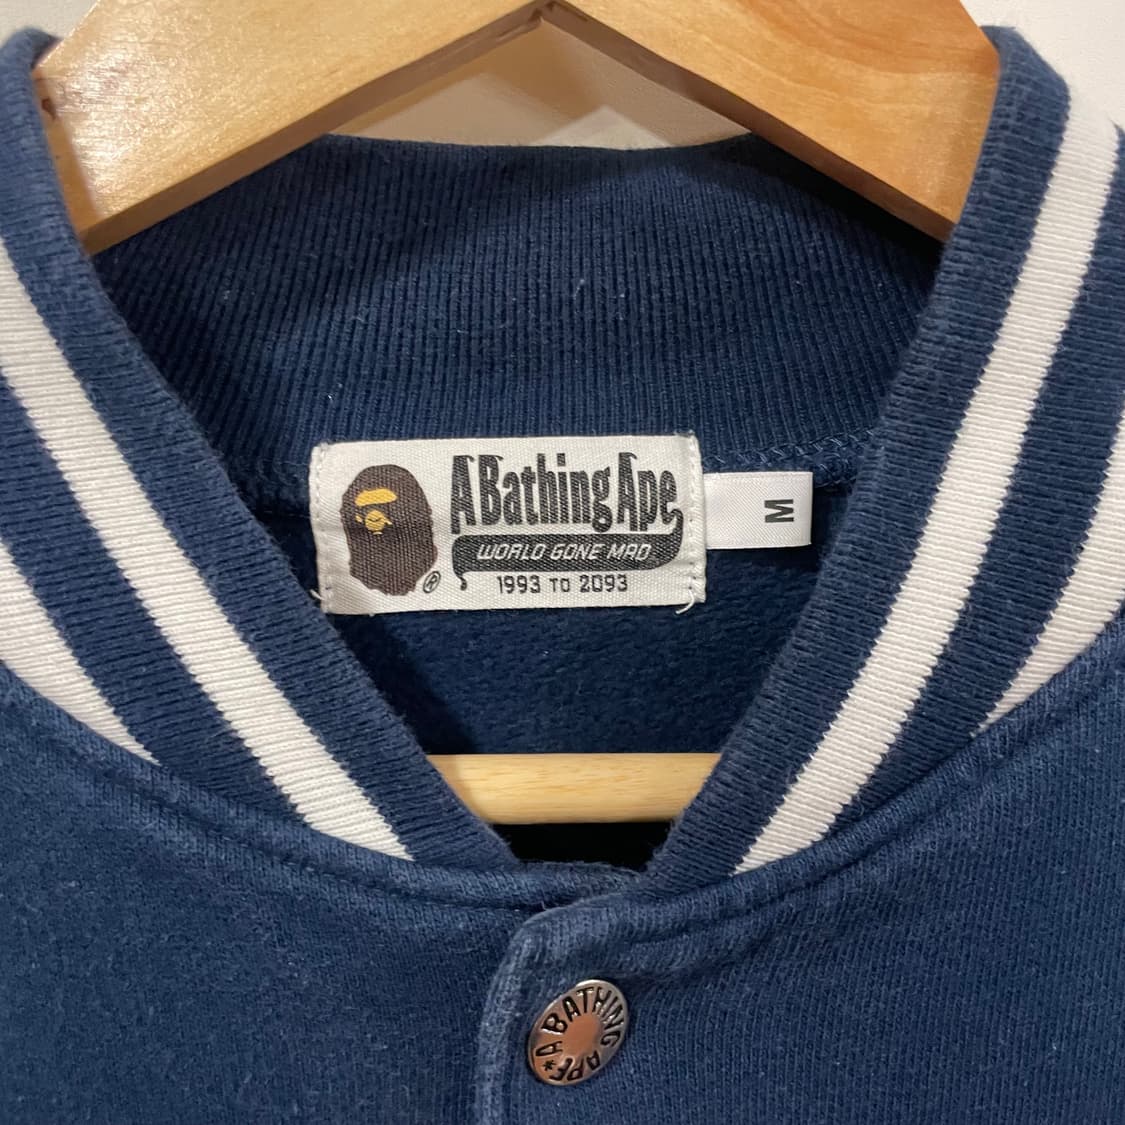 A Bathing Ape
WORLD GONE MAD
1993 TO 2093
®
M
A BATHING APE*